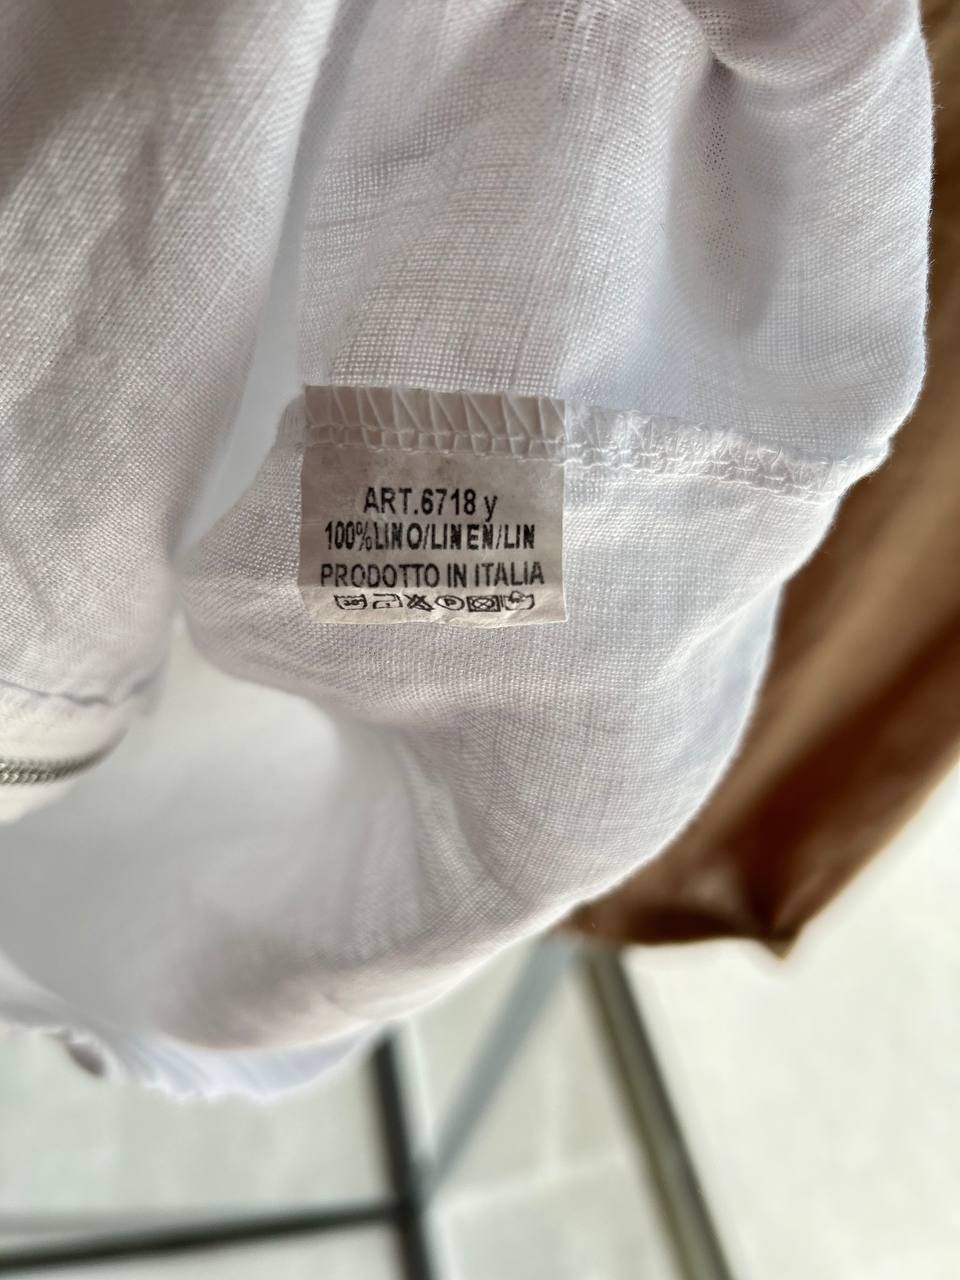 ART.6718 y
100%LINO/LINEN/LIN
PRODOTTO IN ITALIA